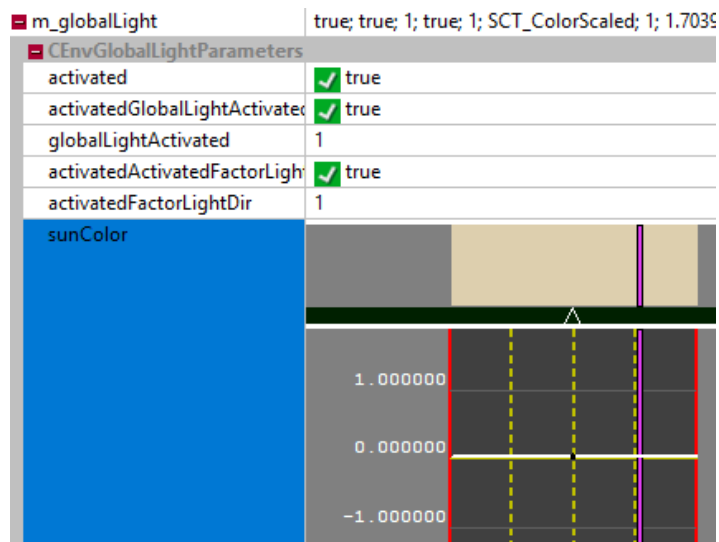 m_globalLight true; true; 1; true; 1; SCT_ColorScaled; 1; 1.7039
CEnvGlobalLightParameters
activated true
activatedGlobalLightActivated true
globalLightActivated 1
activatedActivatedFactorLigh true
activatedFactorLightDir 1
sunColor
1.000000
0.000000
-1.000000